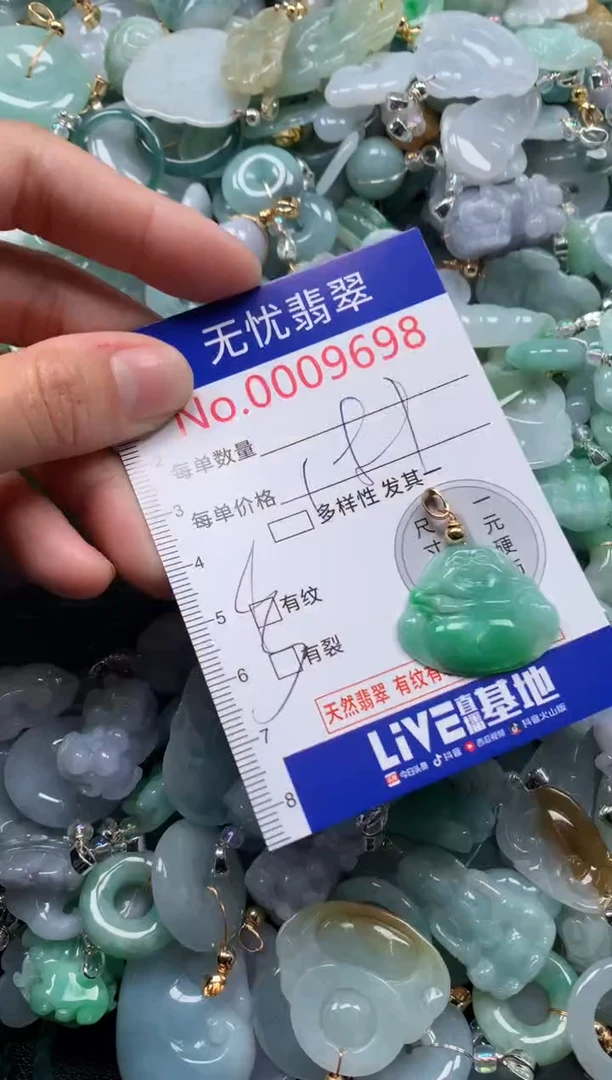 无忧翡翠
No.0009698
每单数量
每单价格
多样性 发其一
有纹
有裂
尺寸
一元硬
天然翡翠 有纹有
LiVE直播基地
今日头条 抖音 西瓜视频 抖音火山版
2
3
4
5
6
7
8